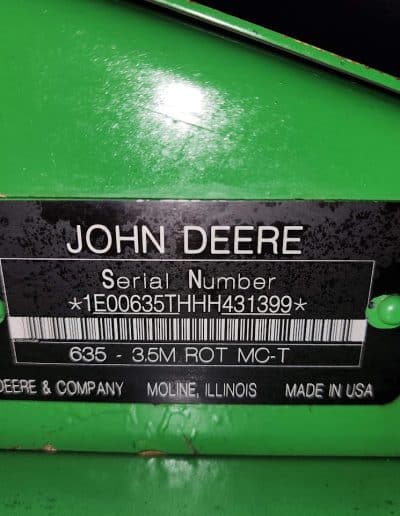 JOHN DEERE
Serial Number
*1E00635THHH431399*
635 - 3.5M ROT MC-T
DEERE & COMPANY MOLINE, ILLINOIS MADE IN USA